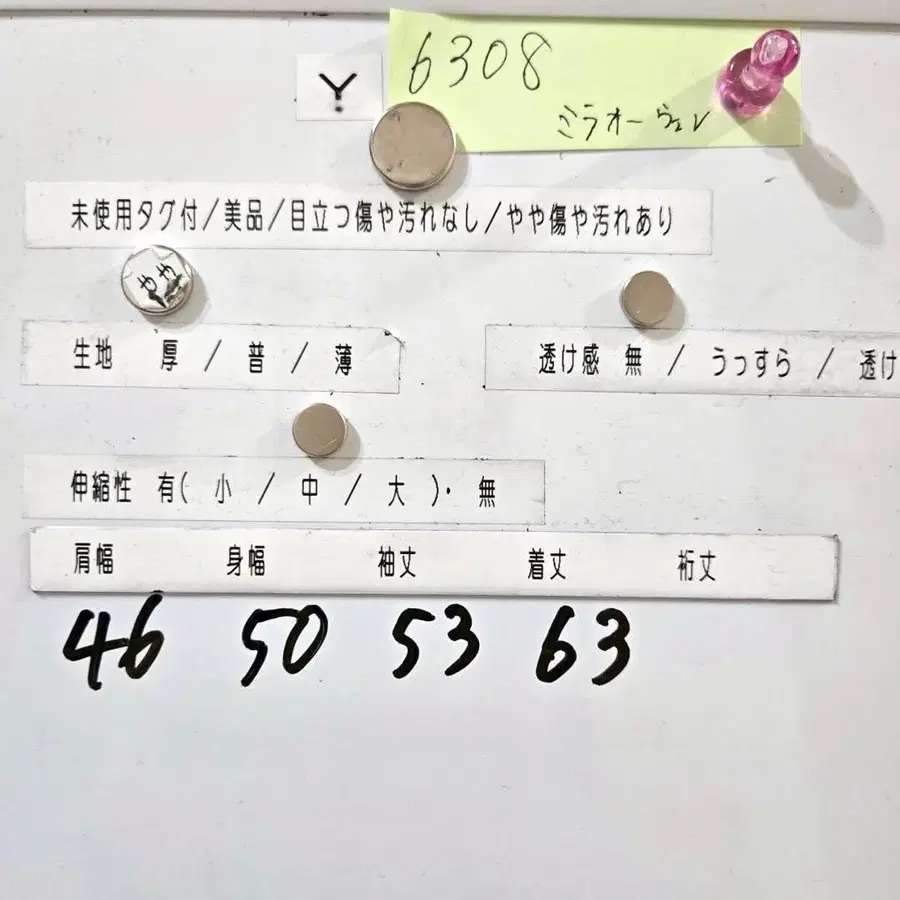 Y
6308
ミラオーウェン
未使用タグ付/美品/目立つ傷や汚れなし/やや傷や汚れあり
やや
生地 厚 / 普 / 薄
透け感 無 / うっすら / 透け
伸縮性 有( 小 / 中 / 大 )・ 無
肩幅 身幅 袖丈 着丈 裄丈
46 50 53 63